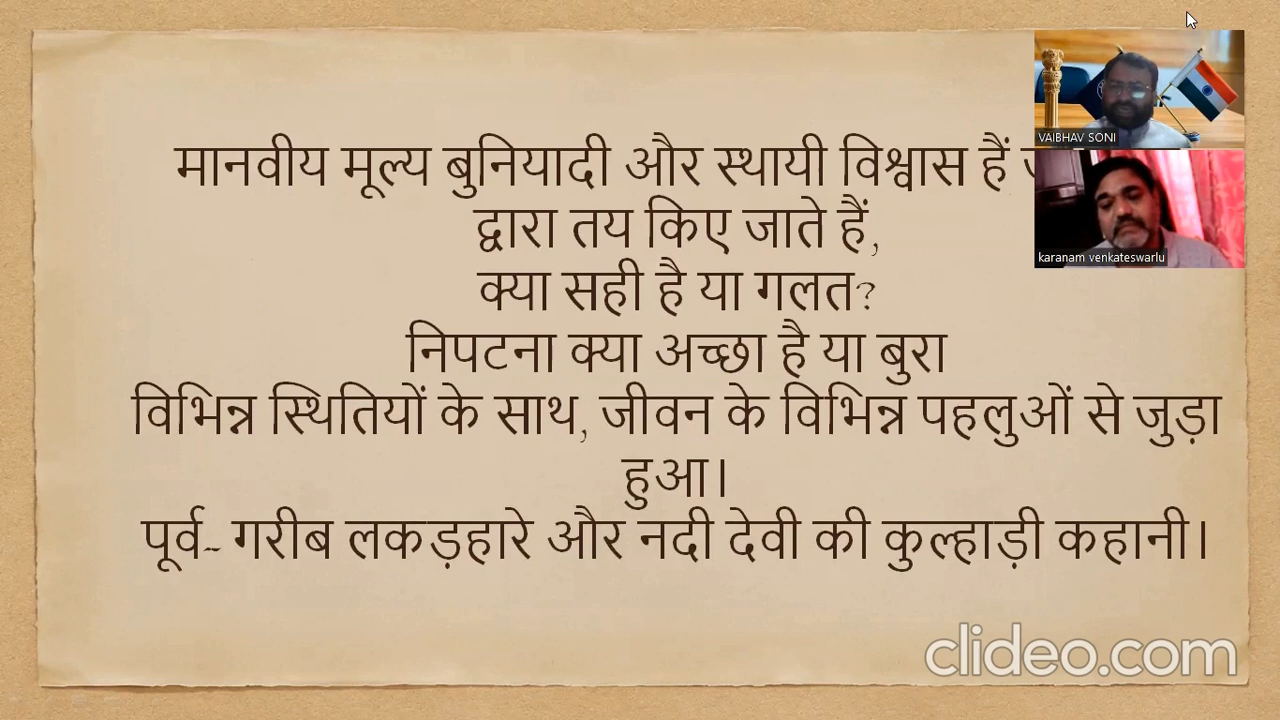 मानवीय मूल्य बुनियादी और स्थायी विश्वास हैं
द्वारा तय किए जाते हैं,
क्या सही है या गलत?
निपटना क्या अच्छा है या बुरा
विभिन्न स्थितियों के साथ, जीवन के विभिन्न पहलुओं से जुड़ा
हुआ।
पूर्व- गरीब लकड़हारे और नदी देवी की कुल्हाड़ी कहानी।
VAIBHAV SONI
karanam venkateswarlu
clideo.com